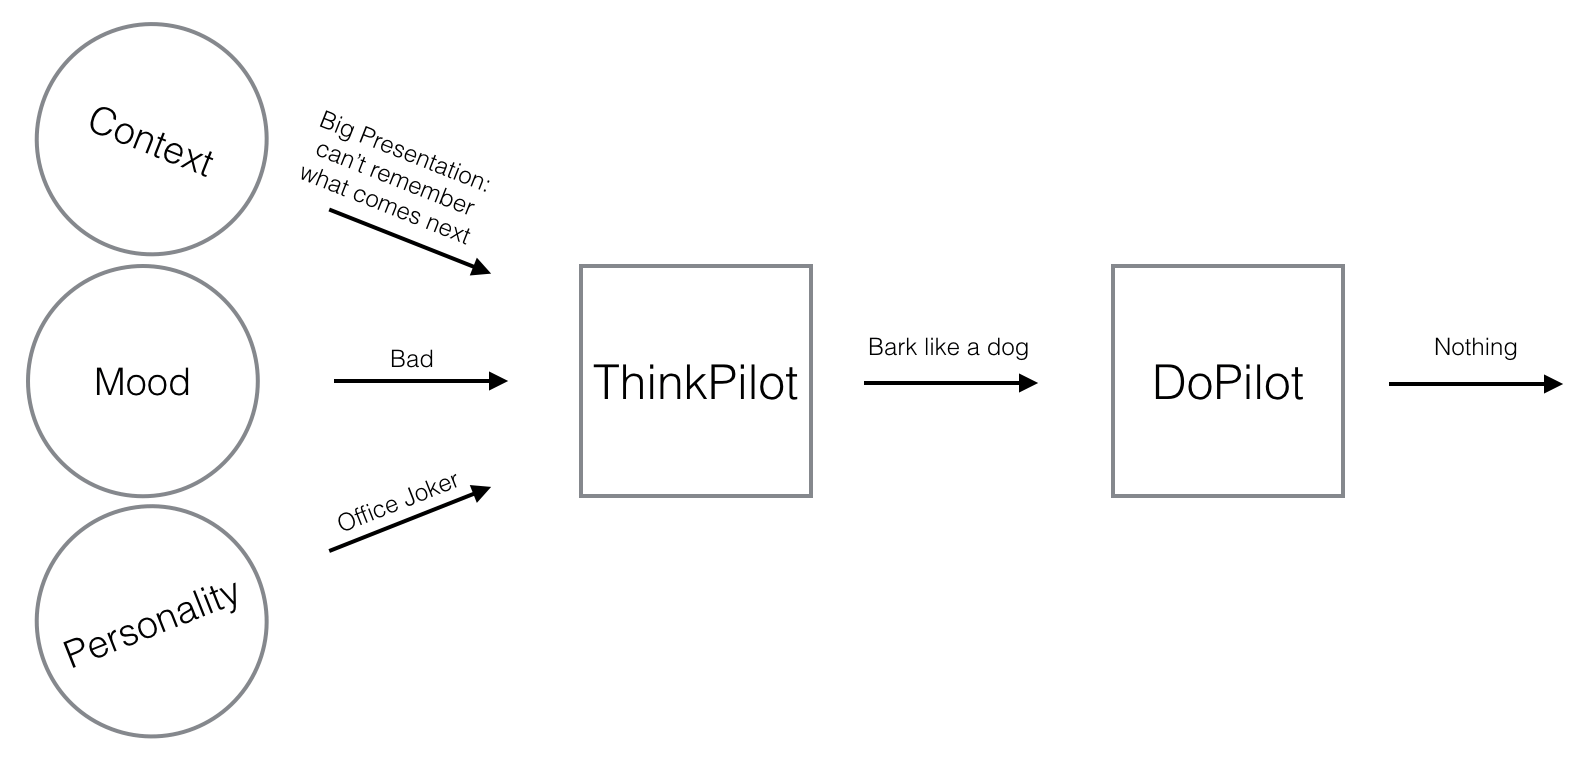 Context
Big Presentation:
can't remember
what comes next
Mood
Bad
ThinkPilot
Bark like a dog
DoPilot
Nothing
Office Joker
Personality